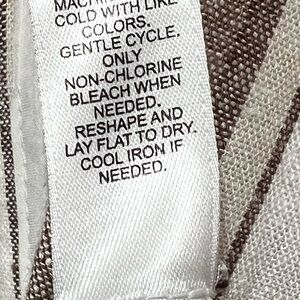 MACHINE
COLD WITH LIKE
COLORS.
GENTLE CYCLE.
ONLY
NON-CHLORINE
BLEACH WHEN
NEEDED.
RESHAPE AND
LAY FLAT TO DRY.
COOL IRON IF
NEEDED.